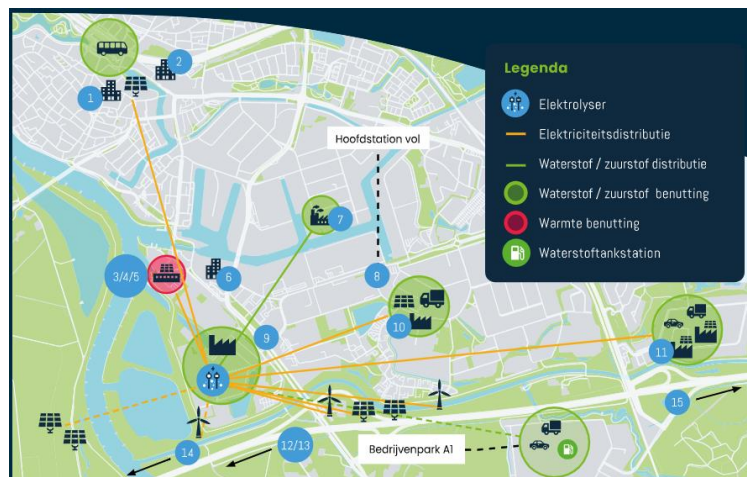 2
1
Legenda
Elektrolyser
Elektriciteitsdistributie
Waterstof / zuurstof distributie
Waterstof / zuurstof benutting
Warmte benutting
Waterstoftankstation
Hoofdstation vol
7
3/4/5
6
8
9
10
11
15
14
12/13
Bedrijvenpark A1